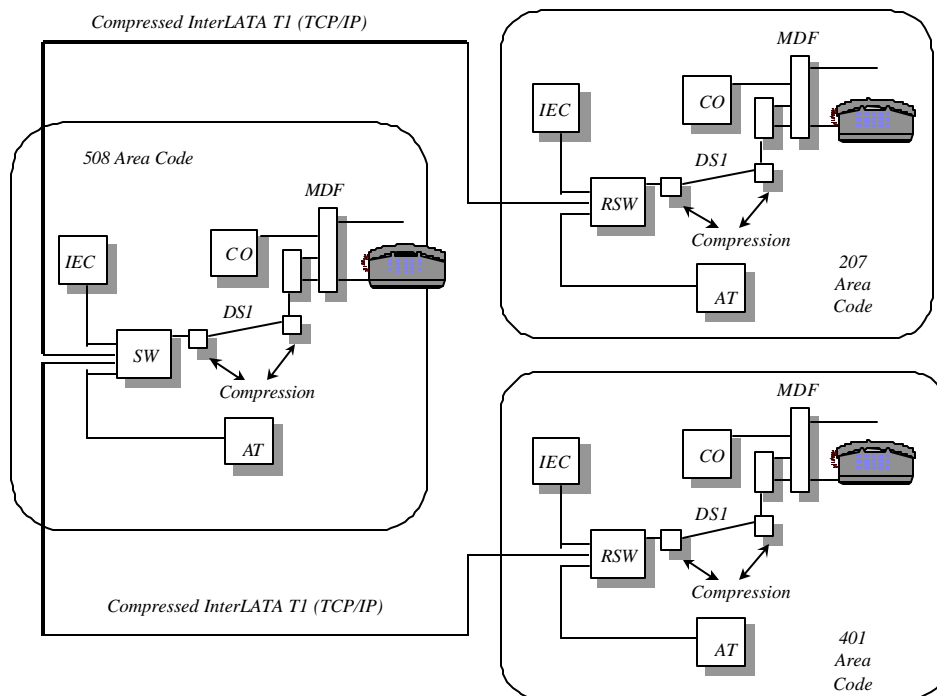 Compressed InterLATA T1 (TCP/IP)
508 Area Code
MDF
IEC
CO
DS1
SW
Compression
AT
MDF
IEC
CO
DS1
RSW
Compression
AT
207
Area
Code
MDF
IEC
CO
DS1
RSW
Compression
AT
401
Area
Code
Compressed InterLATA T1 (TCP/IP)